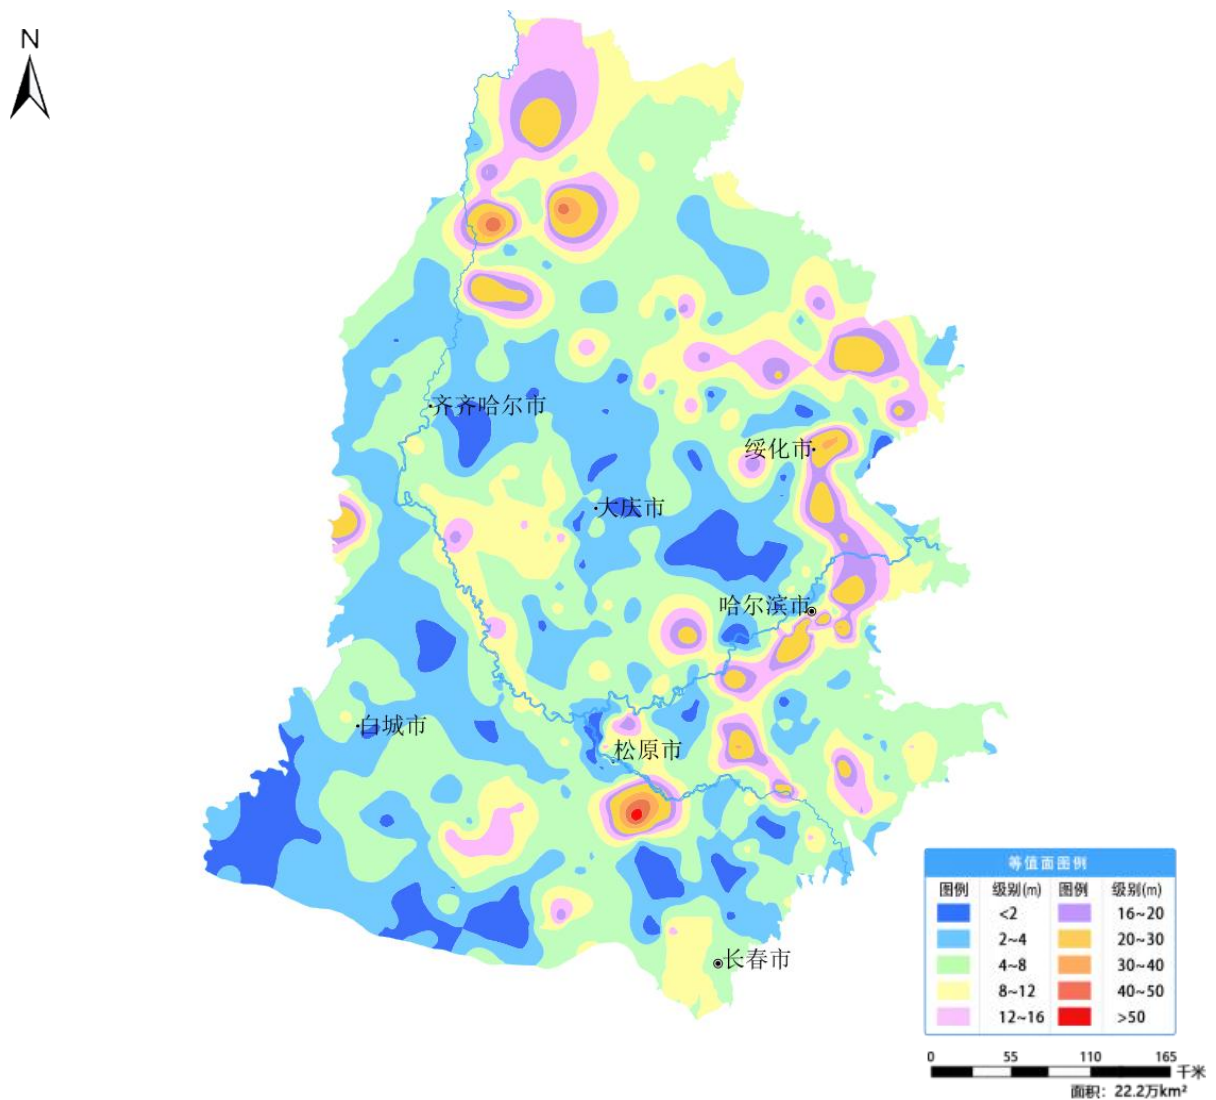 N
齐齐哈尔市
绥化市
大庆市
哈尔滨市
白城市
松原市
长春市
等值面图例
图例 级别(m) 图例 级别(m)
<2 16~20
2~4 20~30
4~8 30~40
8~12 40~50
12~16 >50
0 55 110 165
千米
面积：22.2万km²